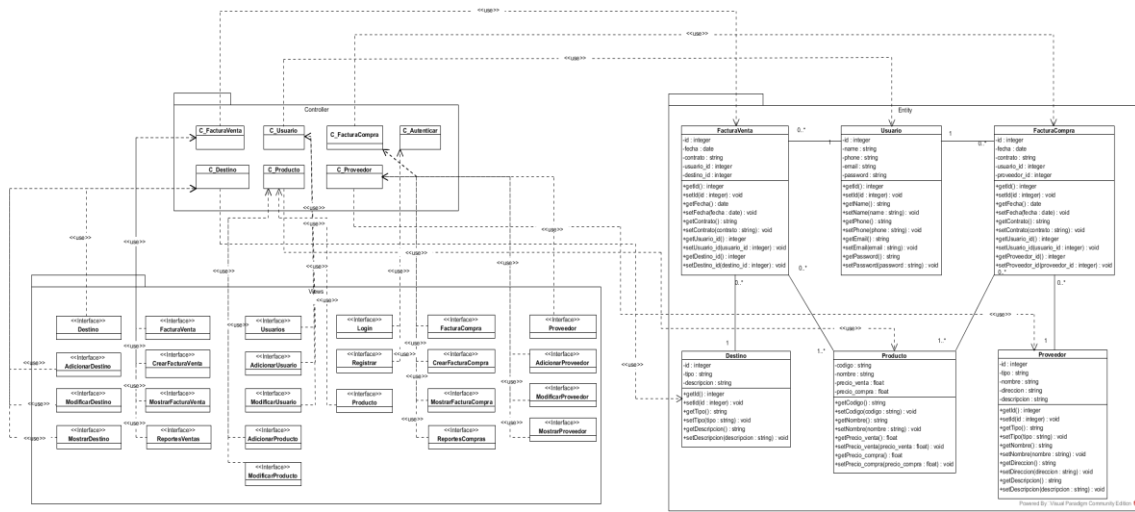 <<use>>
<<use>>
<<use>>
Controller
C_FacturaVenta
C_Usuario
C_FacturaCompra
C_Autenticar
C_Destino
C_Producto
C_Proveedor
<<use>>
<<use>>
<<use>>
<<use>>
<<use>>
<<use>>
<<use>>
<<use>>
<<use>>
Views
<<Interface>>
Destino
<<Interface>>
FacturaVenta
<<Interface>>
Usuarios
<<Interface>>
Login
<<Interface>>
FacturaCompra
<<Interface>>
Proveedor
<<Interface>>
AdicionarDestino
<<Interface>>
CrearFacturaVenta
<<Interface>>
AdicionarUsuario
<<Interface>>
Registrar
<<Interface>>
CrearFacturaCompra
<<Interface>>
AdicionarProveedor
<<Interface>>
ModificarDestino
<<Interface>>
MostrarFacturaVenta
<<Interface>>
ModificarUsuario
<<Interface>>
Producto
<<Interface>>
MostrarFacturaCompra
<<Interface>>
ModificarProveedor
<<Interface>>
MostrarDestino
<<Interface>>
ReportesVentas
<<Interface>>
AdicionarProducto
<<Interface>>
ReportesCompras
<<Interface>>
MostrarProveedor
<<Interface>>
ModificarProducto
Entity
FacturaVenta
-id : integer
-fecha : date
-contrato : string
-usuario_id : integer
-destino_id : integer
+getId() : integer
+setId(id : integer) : void
+getFecha() : date
+setFecha(fecha : date) : void
+getContrato() : string
+setContrato(contrato : string) : void
+getUsuario_id() : integer
+setUsuario_id(usuario_id : integer) : void
+getDestino_id() : integer
+setDestino_id(destino_id : integer) : void
0..*
1
Usuario
-id : integer
-name : string
-phone : string
-email : string
-password : string
+getId() : integer
+setId(id : integer) : void
+getName() : string
+setName(name : string) : void
+getPhone() : string
+setPhone(phone : string) : void
+getEmail() : string
+setEmail(email : string) : void
+getPassword() : string
+setPassword(password : string) : void
1
0..*
FacturaCompra
-id : integer
-fecha : date
-contrato : string
-usuario_id : integer
-proveedor_id : integer
+getId() : integer
+setId(id : integer) : void
+getFecha() : date
+setFecha(fecha : date) : void
+getContrato() : string
+setContrato(contrato : string) : void
+getUsuario_id() : integer
+setUsuario_id(usuario_id : integer) : void
+getProveedor_id() : integer
+setProveedor_id(proveedor_id : integer) : void
0..*
0..*
0..*
0..*
1
1..*
1..*
1
Destino
-id : integer
-tipo : string
-descripcion : string
+getId() : integer
+setId(id : integer) : void
+getTipo() : string
+setTipo(tipo : string) : void
+getDescripcion() : string
+setDescripcion(descripcion : string) : void
Producto
-codigo : string
-nombre : string
-precio_venta : float
-precio_compra : float
+getCodigo() : string
+setCodigo(codigo : string) : void
+getNombre() : string
+setNombre(nombre : string) : void
+getPrecio_venta() : float
+setPrecio_venta(precio_venta : float) : void
+getPrecio_compra() : float
+setPrecio_compra(precio_compra : float) : void
Proveedor
-id : integer
-tipo : string
-nombre : string
-direccion : string
-descripcion : string
+getId() : integer
+setId(id : integer) : void
+getTipo() : string
+setTipo(tipo : string) : void
+getNombre() : string
+setNombre(nombre : string) : void
+getDireccion() : string
+setDireccion(direccion : string) : void
+getDescripcion() : string
+setDescripcion(descripcion : string) : void
Powered By Visual Paradigm Community Edition